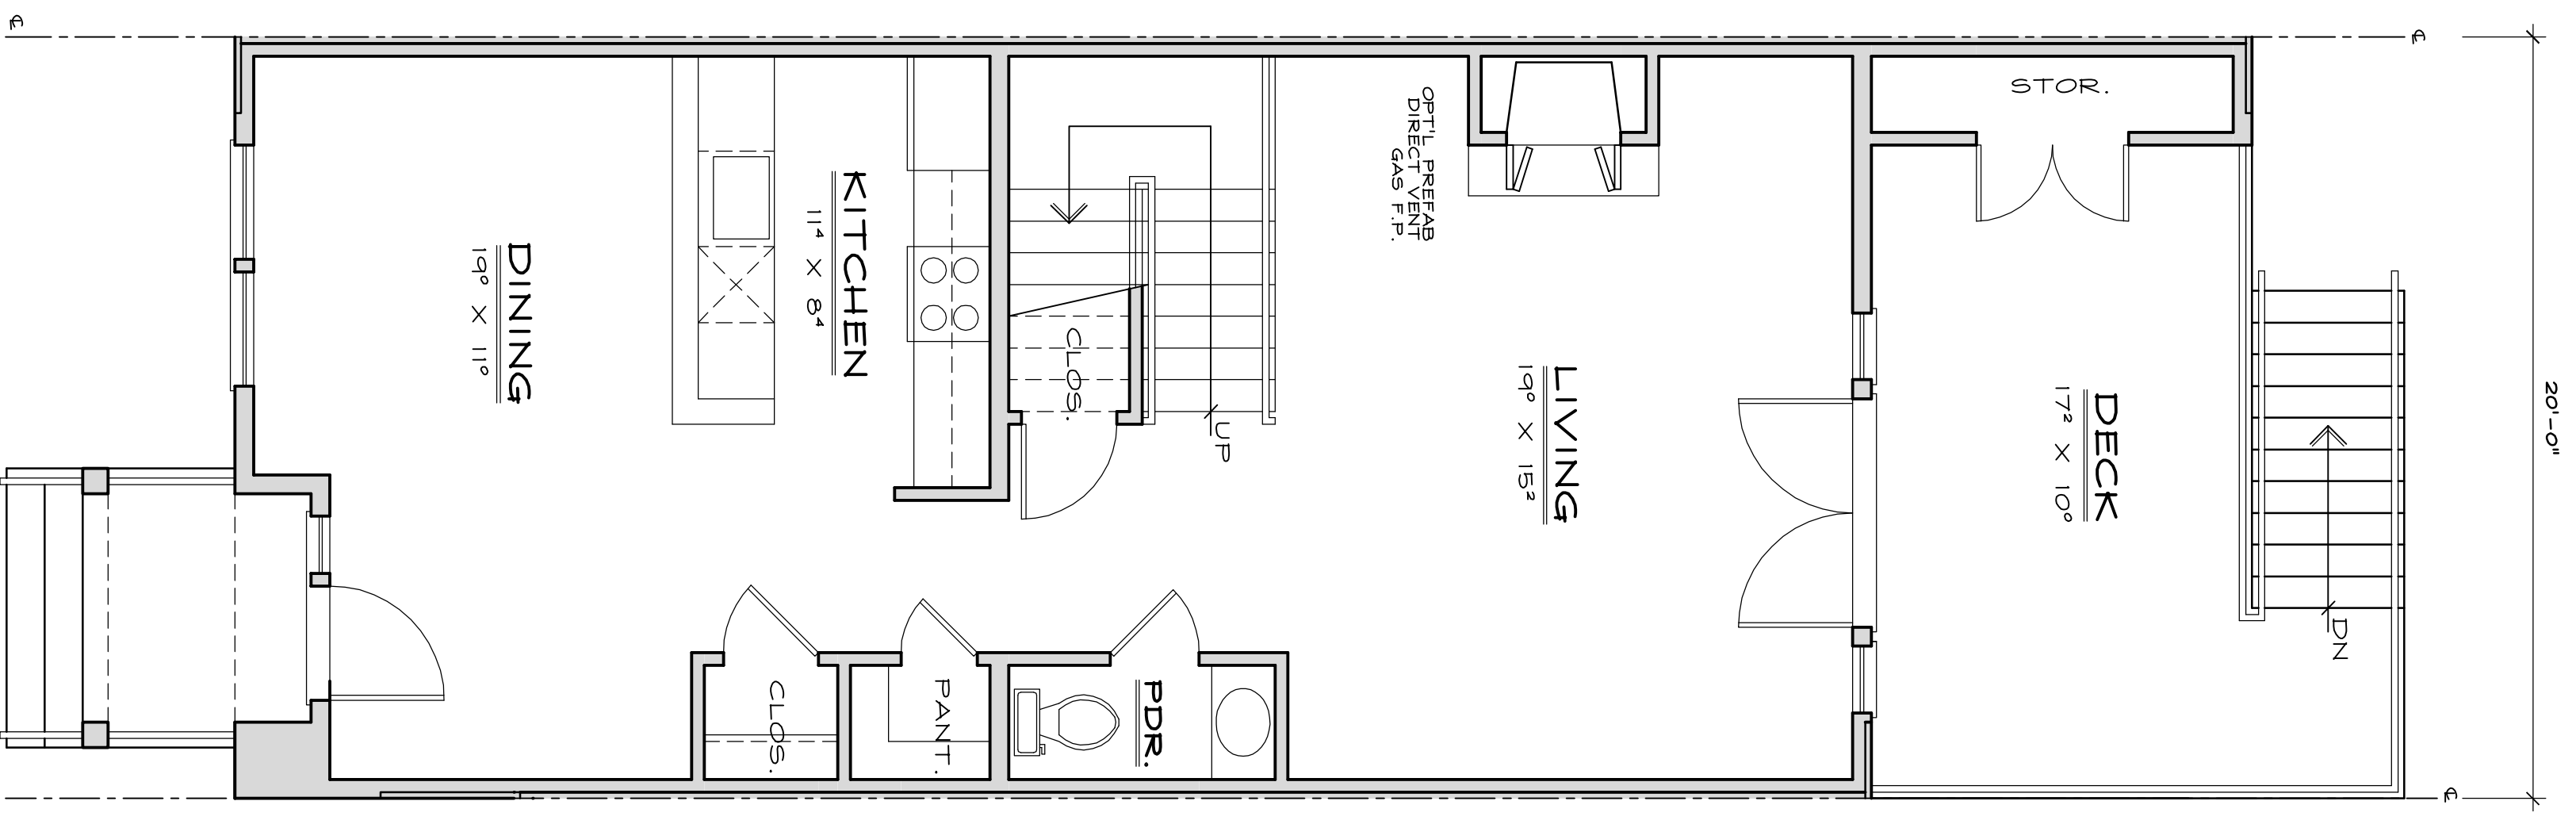 DINING
19⁰ X 11⁰
KITCHEN
11⁴ X 8⁴
CLOS.
UP
OPT'L PREFAB
DIRECT VENT
GAS F.P.
LIVING
19⁰ X 15²
STOR.
DECK
17² X 10⁰
DN
20'-0"
CLOS.
PANT.
PDR.